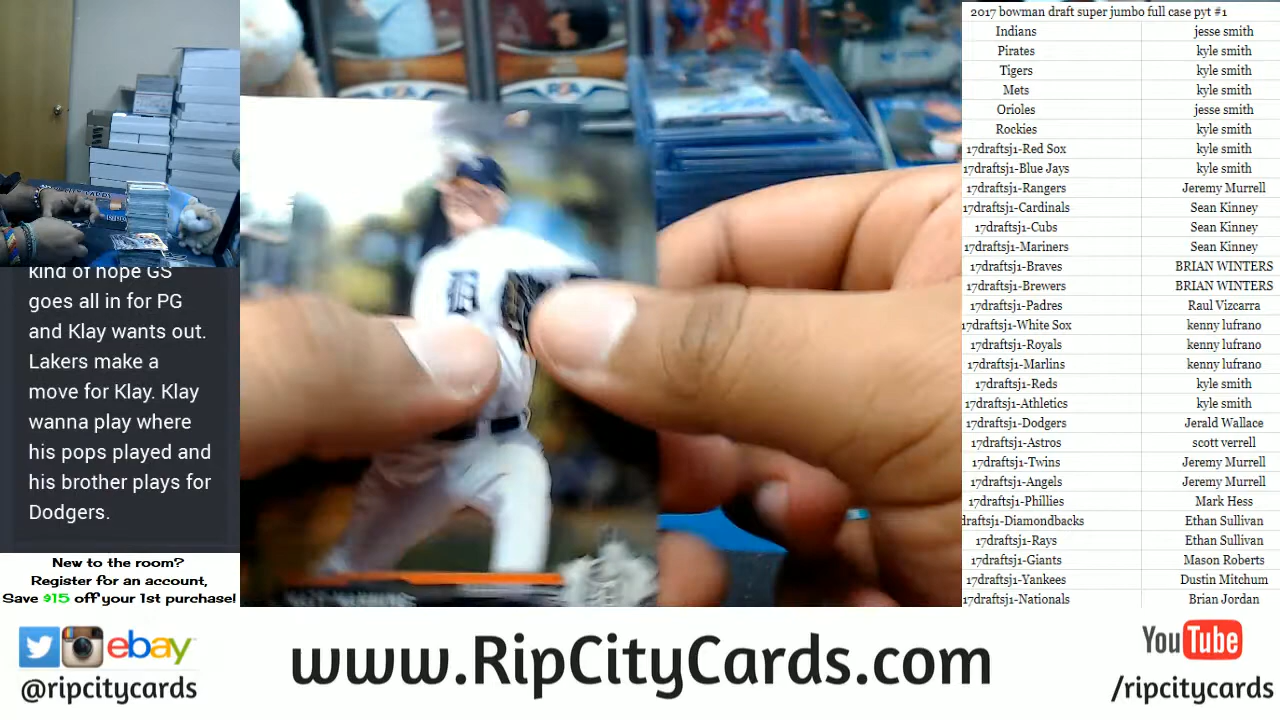 kind of hope GS
goes all in for PG
and Klay wants out.
Lakers make a
move for Klay. Klay
wanna play where
his pops played and
his brother plays for
Dodgers.
New to the room?
Register for an account,
Save $15 off your 1st purchase!
2017 bowman draft super jumbo full case pyt #1
Indians jesse smith
Pirates kyle smith
Tigers kyle smith
Mets kyle smith
Orioles jesse smith
Rockies kyle smith
17draftsj1-Red Sox kyle smith
17draftsj1-Blue Jays kyle smith
17draftsj1-Rangers Jeremy Murrell
17draftsj1-Cardinals Sean Kinney
17draftsj1-Cubs Sean Kinney
17draftsj1-Mariners Sean Kinney
17draftsj1-Braves BRIAN WINTERS
17draftsj1-Brewers BRIAN WINTERS
17draftsj1-Padres Raul Vizcarra
17draftsj1-White Sox kenny lufrano
17draftsj1-Royals kenny lufrano
17draftsj1-Marlins kenny lufrano
17draftsj1-Reds kyle smith
17draftsj1-Athletics kyle smith
17draftsj1-Dodgers Jerald Wallace
17draftsj1-Astros scott verrell
17draftsj1-Twins Jeremy Murrell
17draftsj1-Angels Jeremy Murrell
17draftsj1-Phillies Mark Hess
draftsj1-Diamondbacks Ethan Sullivan
17draftsj1-Rays Ethan Sullivan
17draftsj1-Giants Mason Roberts
17draftsj1-Yankees Dustin Mitchum
17draftsj1-Nationals Brian Jordan
ebay
@ripcitycards
www.RipCityCards.com
YouTube
/ripcitycards